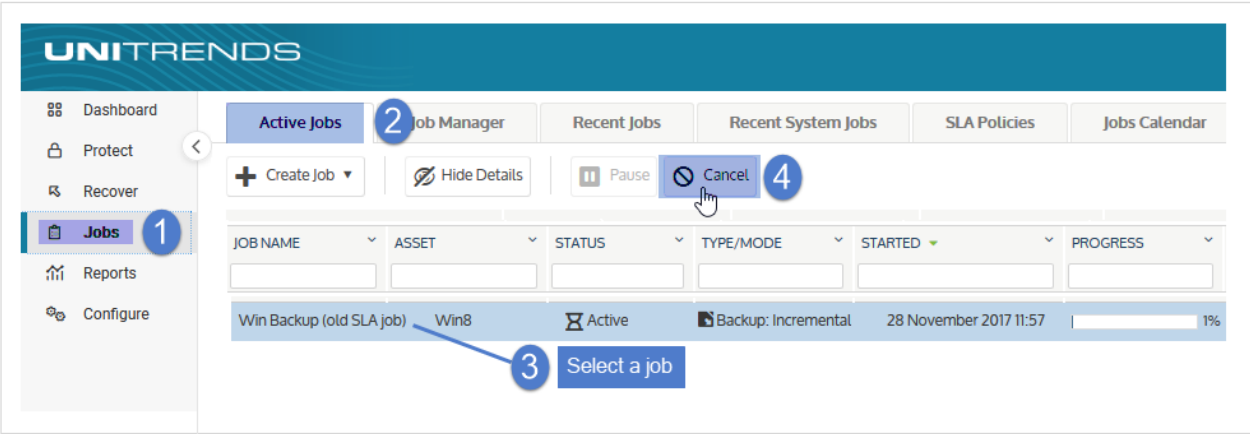 UNITRENDS
Dashboard
Protect
Recover
Jobs 1
Reports
Configure
Active Jobs 2 Job Manager Recent Jobs Recent System Jobs SLA Policies Jobs Calendar
Create Job Hide Details Pause Cancel 4
JOB NAME ASSET STATUS TYPE/MODE STARTED PROGRESS
Win Backup (old SLA job) Win8 Active Backup: Incremental 28 November 2017 11:57 1%
3 Select a job